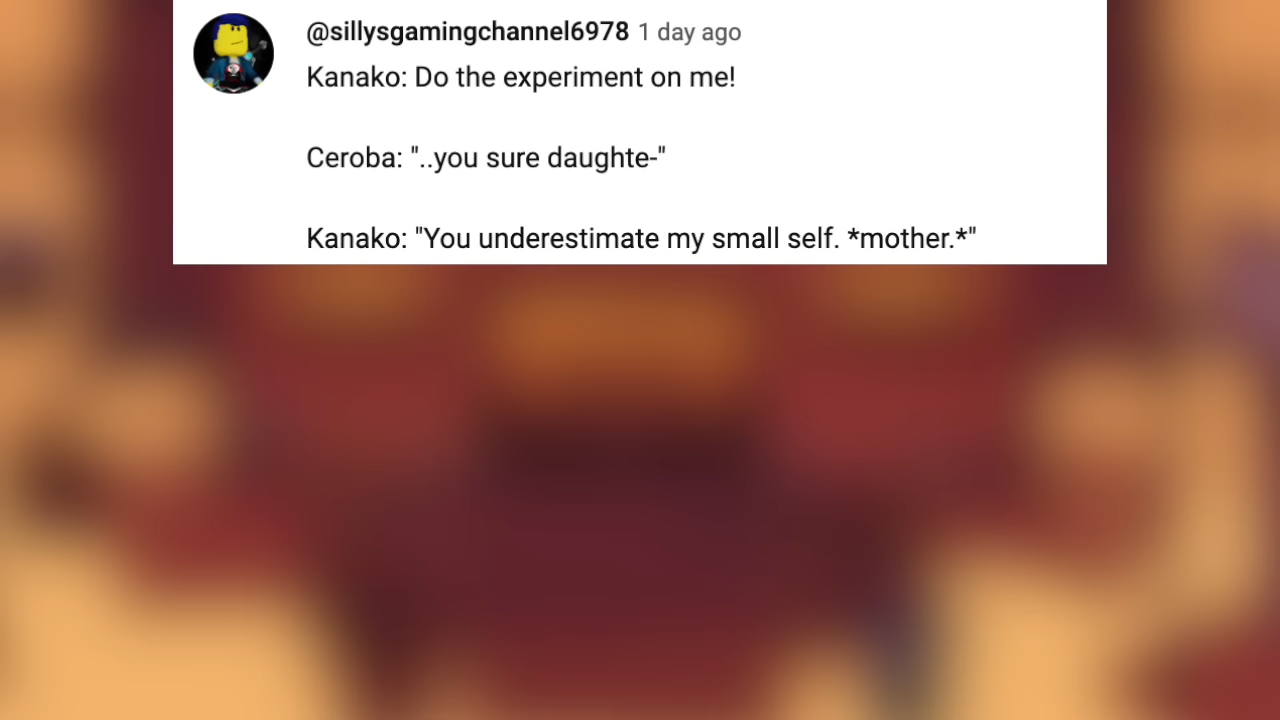 @sillysgamingchannel6978 1 day ago
Kanako: Do the experiment on me!
Ceroba: "..you sure daughte-"
Kanako: "You underestimate my small self. *mother.*"